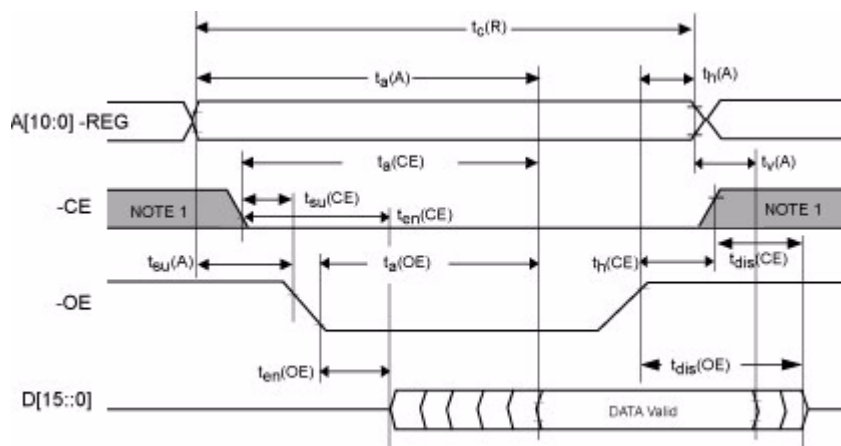 tc(R)
ta(A)
th(A)
A[10:0] -REG
ta(CE)
tv(A)
-CE
NOTE 1
tsu(CE)
ten(CE)
NOTE 1
tsu(A)
ta(OE)
th(CE)
tdis(CE)
-OE
ten(OE)
tdis(OE)
D[15::0]
DATA Valid